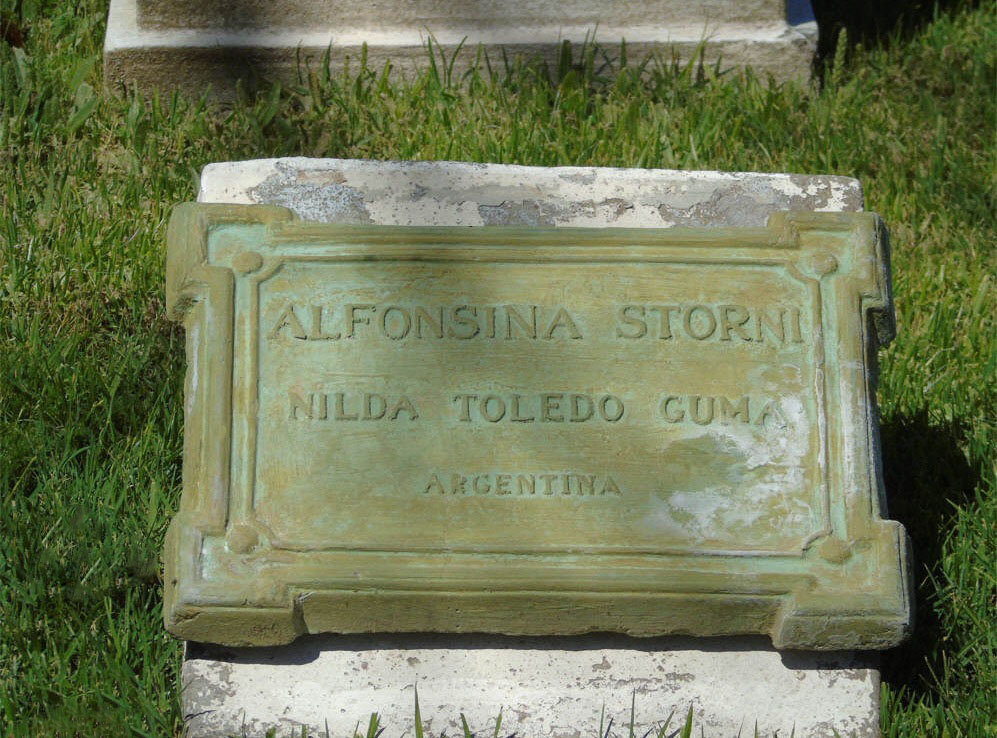 ALFONSINA STORNI
NILDA TOLEDO GUMA
ARGENTINA